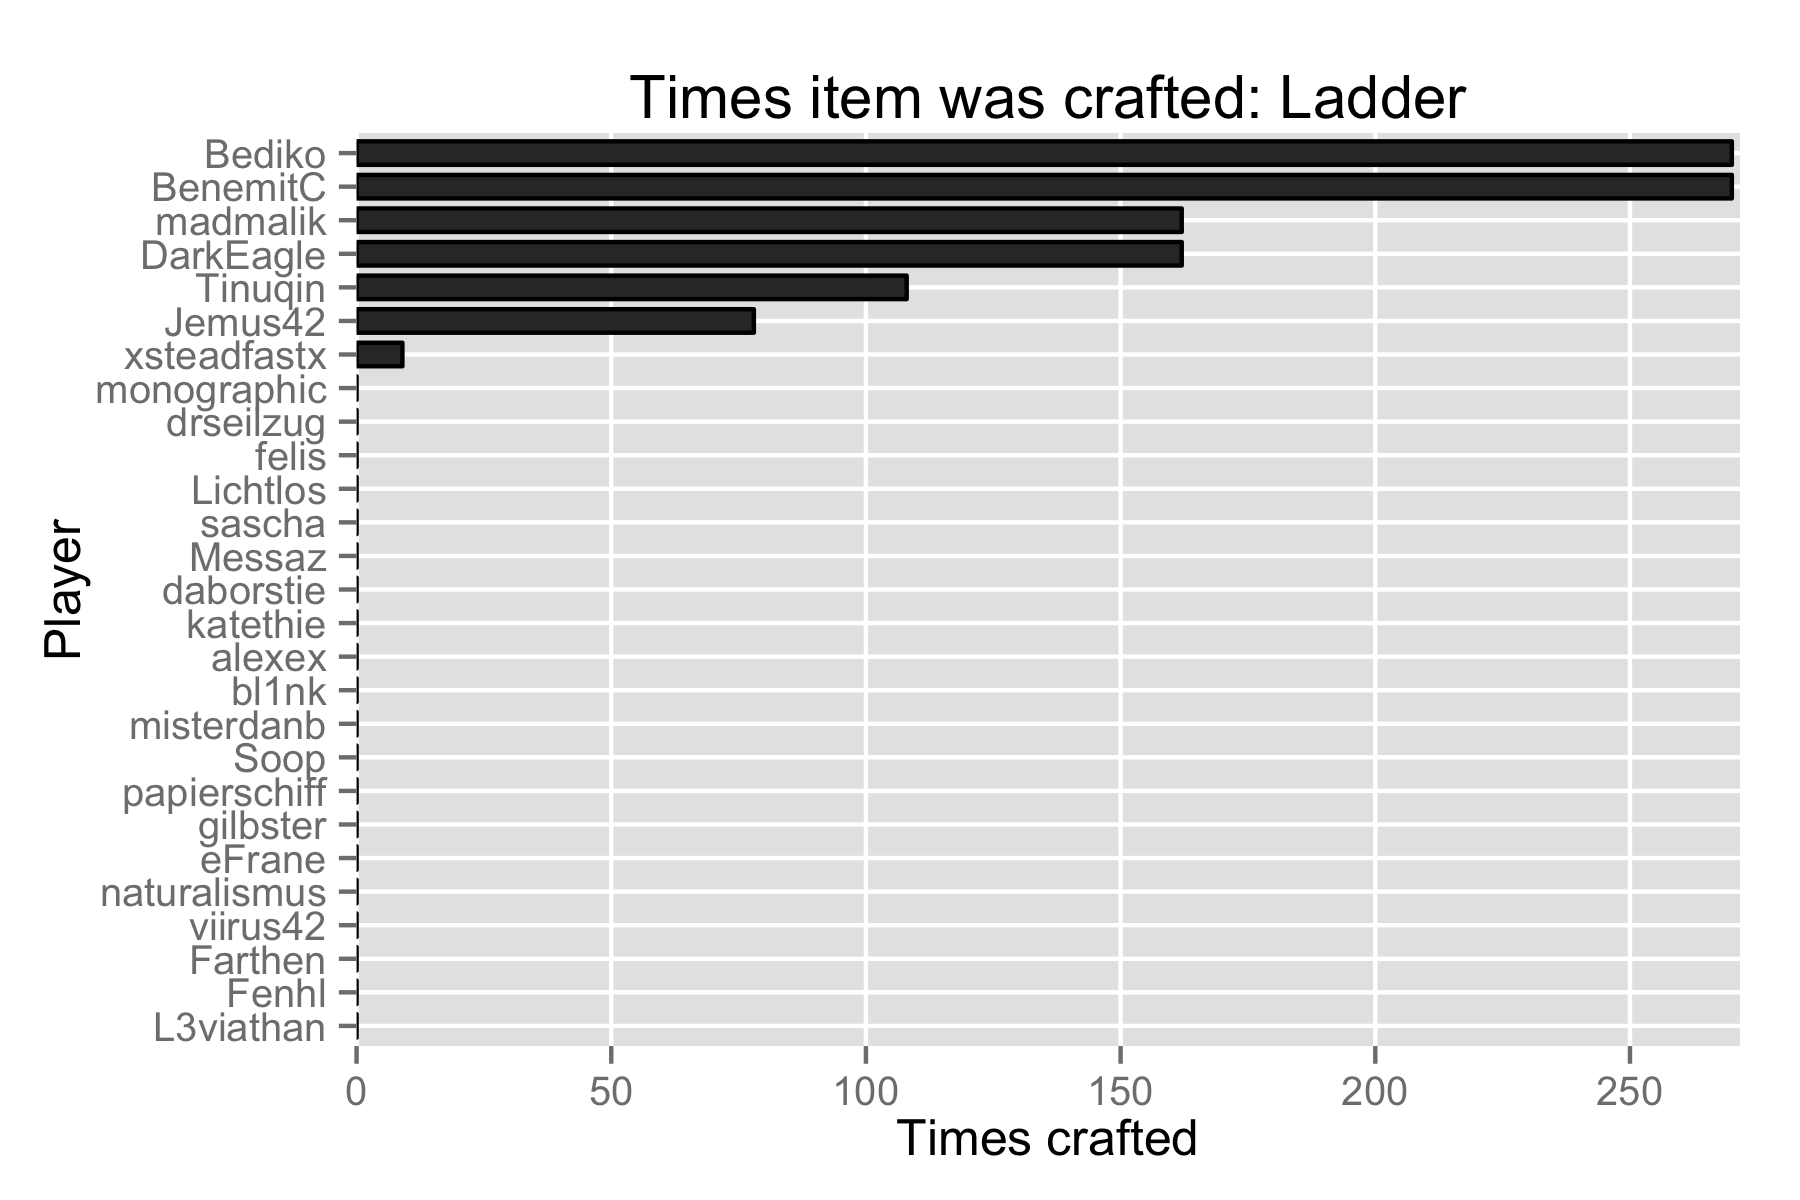 Times item was crafted: Ladder
Bediko
BenemitC
madmalik
DarkEagle
Tinuqin
Jemus42
xsteadfastx
monographic
drseilzug
felis
Lichtlos
sascha
Messaz
daborstie
katethie
alexex
bl1nk
misterdanb
Soop
papierschiff
gilbster
eFrane
naturalismus
viirus42
Farthen
Fenhl
L3viathan
Player
0 50 100 150 200 250
Times crafted